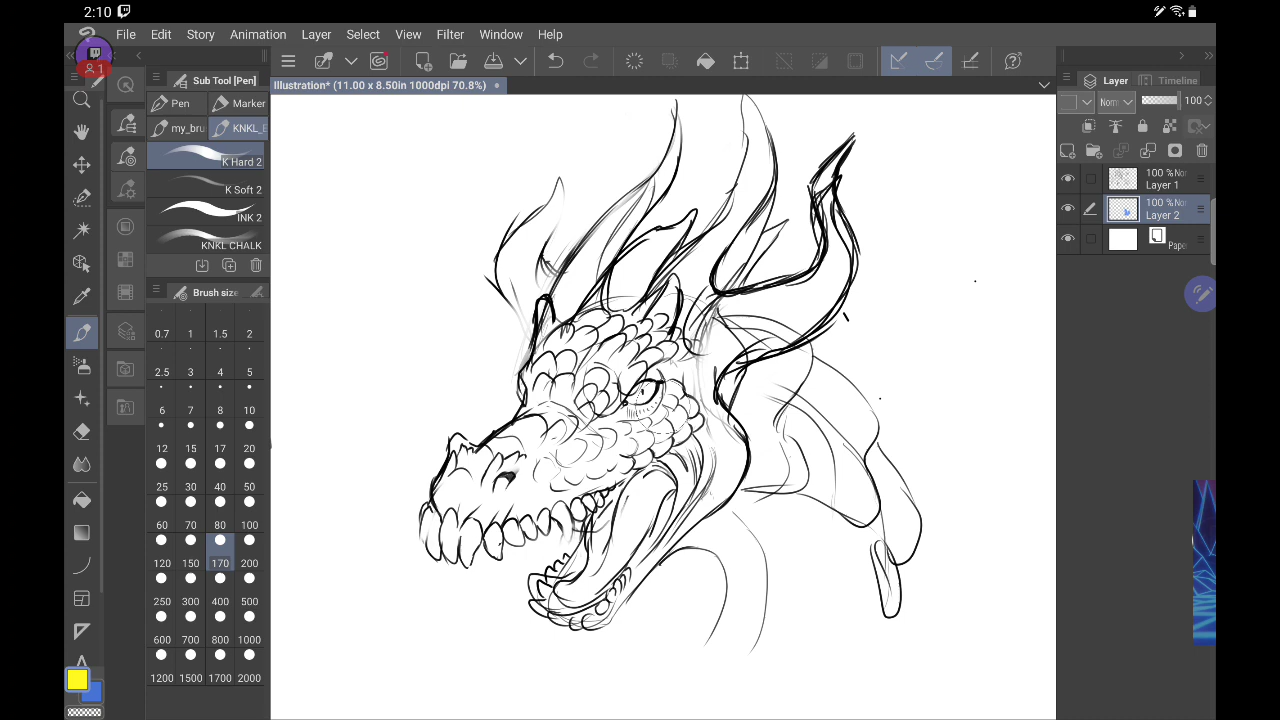 2:10
File Edit Story Animation Layer Select View Filter Window Help
1
Sub Tool [Pen]
Illustration* (11.00 x 8.50in 1000dpi 70.8%)
Pen Marker
my_bru KNKL_E
K Hard 2
K Soft 2
INK 2
KNKL CHALK
Brush size
0.7 1 1.5 2
2.5 3 4 5
6 7 8 10
12 15 17 20
25 30 40 50
60 70 80 100
120 150 170 200
250 300 400 500
600 700 800 1000
1200 1500 1700 2000
Layer Timeline
Norm 100
100 % Nor
Layer 1
100 % Nor
Layer 2
Pape